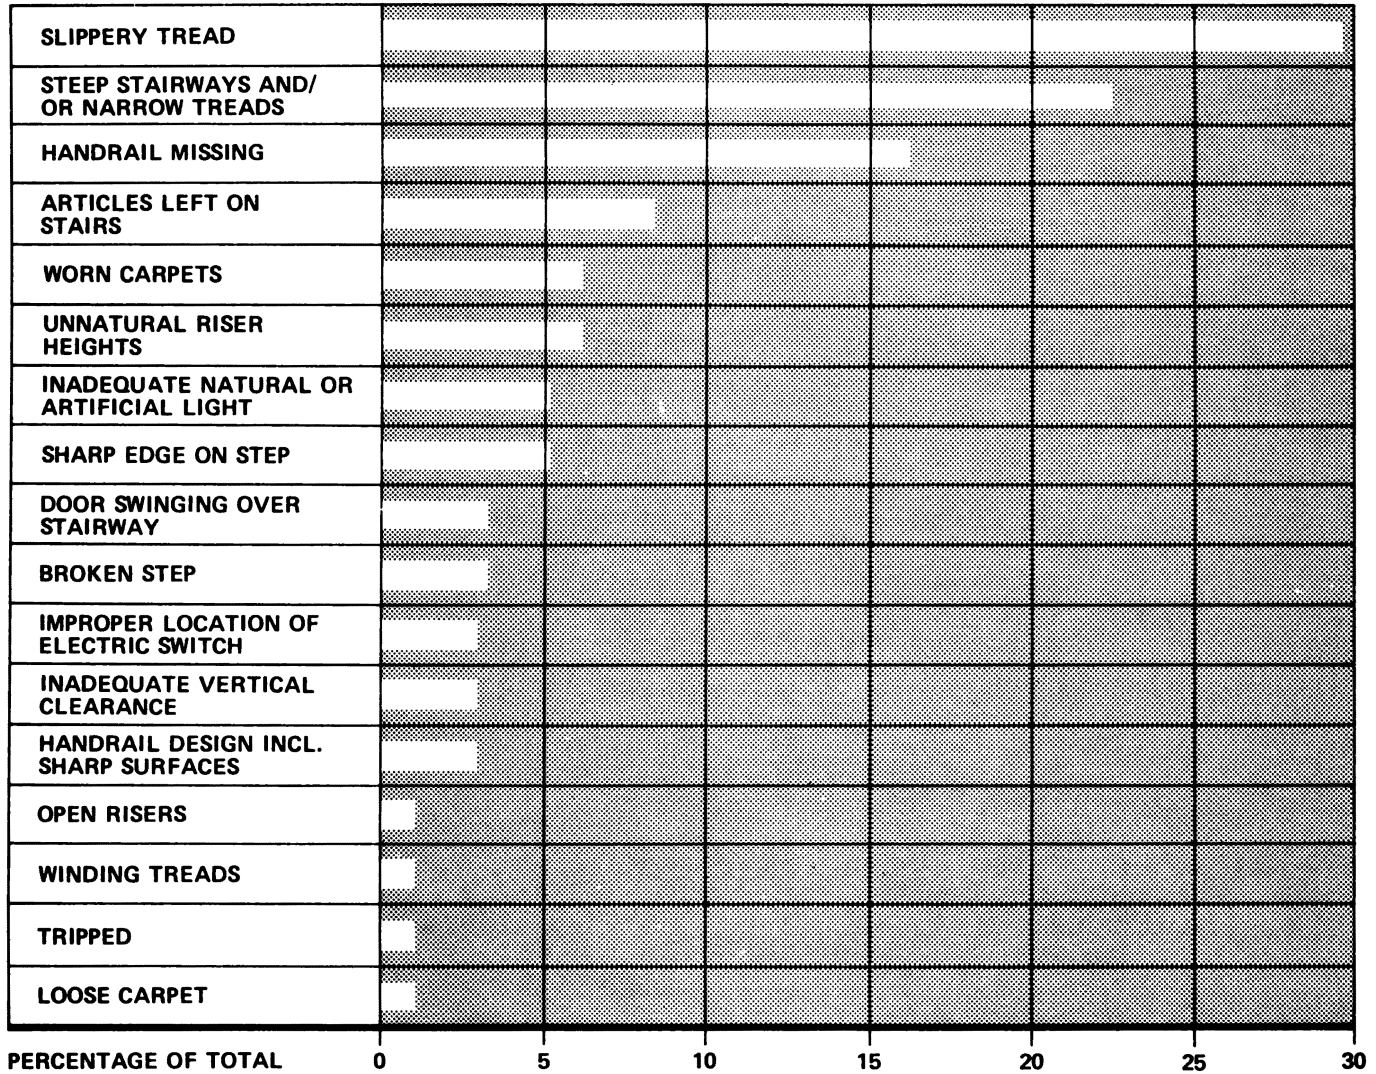 SLIPPERY TREAD
STEEP STAIRWAYS AND/
OR NARROW TREADS
HANDRAIL MISSING
ARTICLES LEFT ON
STAIRS
WORN CARPETS
UNNATURAL RISER
HEIGHTS
INADEQUATE NATURAL OR
ARTIFICIAL LIGHT
SHARP EDGE ON STEP
DOOR SWINGING OVER
STAIRWAY
BROKEN STEP
IMPROPER LOCATION OF
ELECTRIC SWITCH
INADEQUATE VERTICAL
CLEARANCE
HANDRAIL DESIGN INCL.
SHARP SURFACES
OPEN RISERS
WINDING TREADS
TRIPPED
LOOSE CARPET
PERCENTAGE OF TOTAL 0 5 10 15 20 25 30